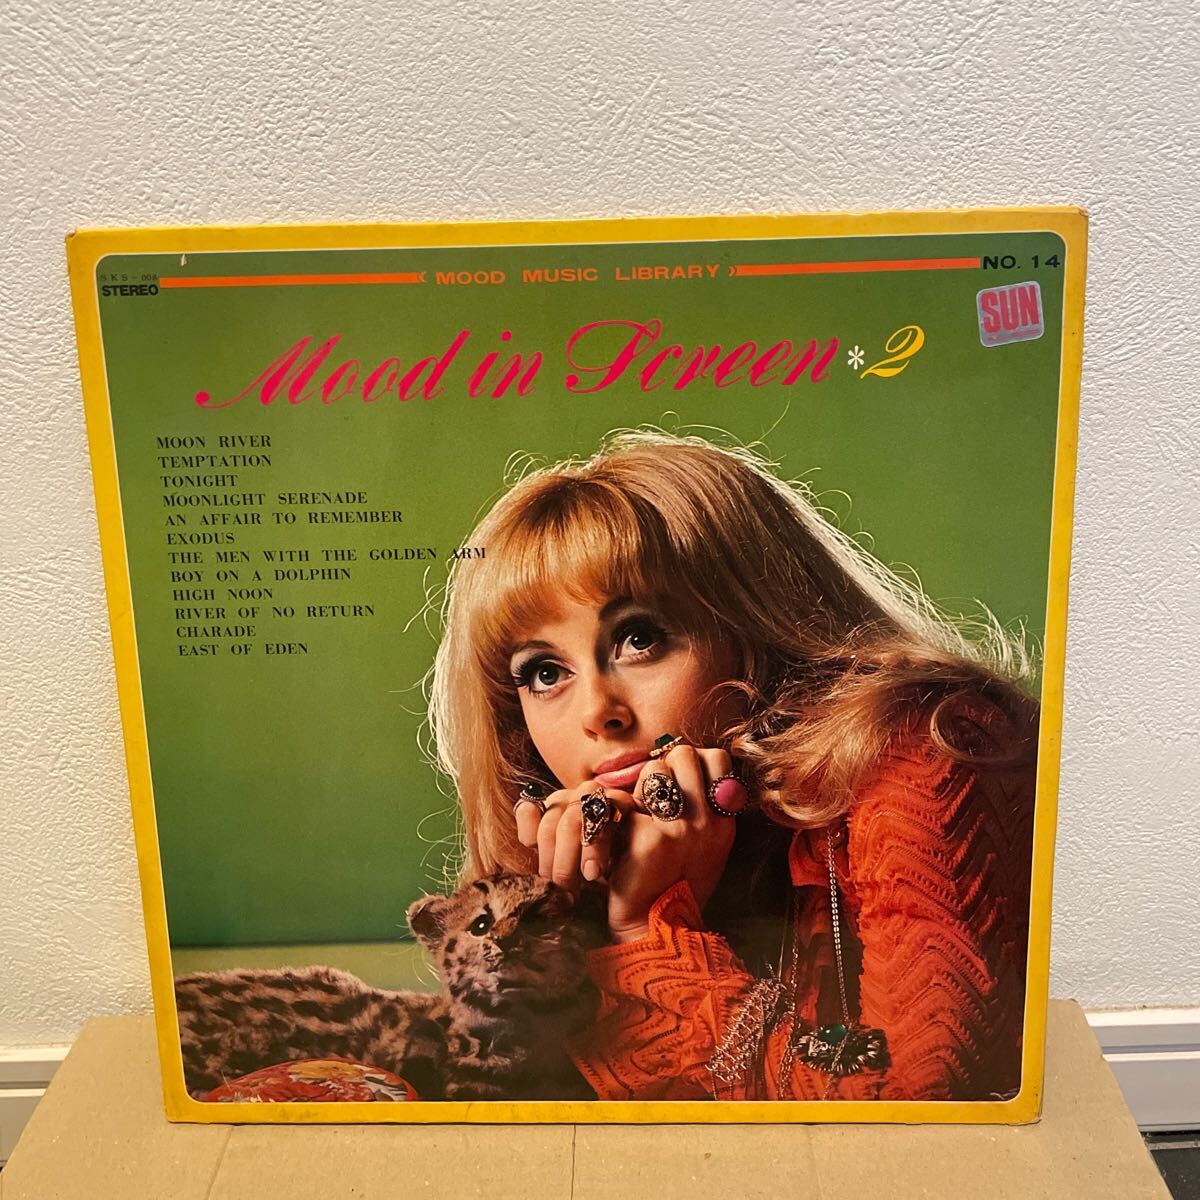 SKS-008
STEREO
MOOD MUSIC LIBRARY
NO. 14
SUN
Mood in Screen *2
MOON RIVER
TEMPTATION
TONIGHT
MOONLIGHT SERENADE
AN AFFAIR TO REMEMBER
EXODUS
THE MEN WITH THE GOLDEN ARM
BOY ON A DOLPHIN
HIGH NOON
RIVER OF NO RETURN
CHARADE
EAST OF EDEN